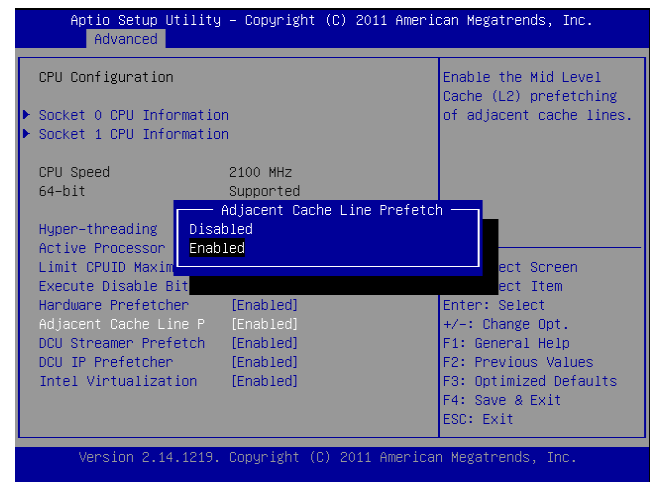 Aptio Setup Utility - Copyright (C) 2011 American Megatrends, Inc.
Advanced
CPU Configuration
Socket 0 CPU Information
Socket 1 CPU Information
CPU Speed 2100 MHz
64-bit Supported
Hyper-threading
Active Processor
Limit CPUID Maxim
Execute Disable Bit
Hardware Prefetcher [Enabled]
Adjacent Cache Line P [Enabled]
DCU Streamer Prefetch [Enabled]
DCU IP Prefetcher [Enabled]
Intel Virtualization [Enabled]
Adjacent Cache Line Prefetch
Disabled
Enabled
Enable the Mid Level
Cache (L2) prefetching
of adjacent cache lines.
ect Screen
ect Item
Enter: Select
+/-: Change Opt.
F1: General Help
F2: Previous Values
F3: Optimized Defaults
F4: Save & Exit
ESC: Exit
Version 2.14.1219. Copyright (C) 2011 American Megatrends, Inc.